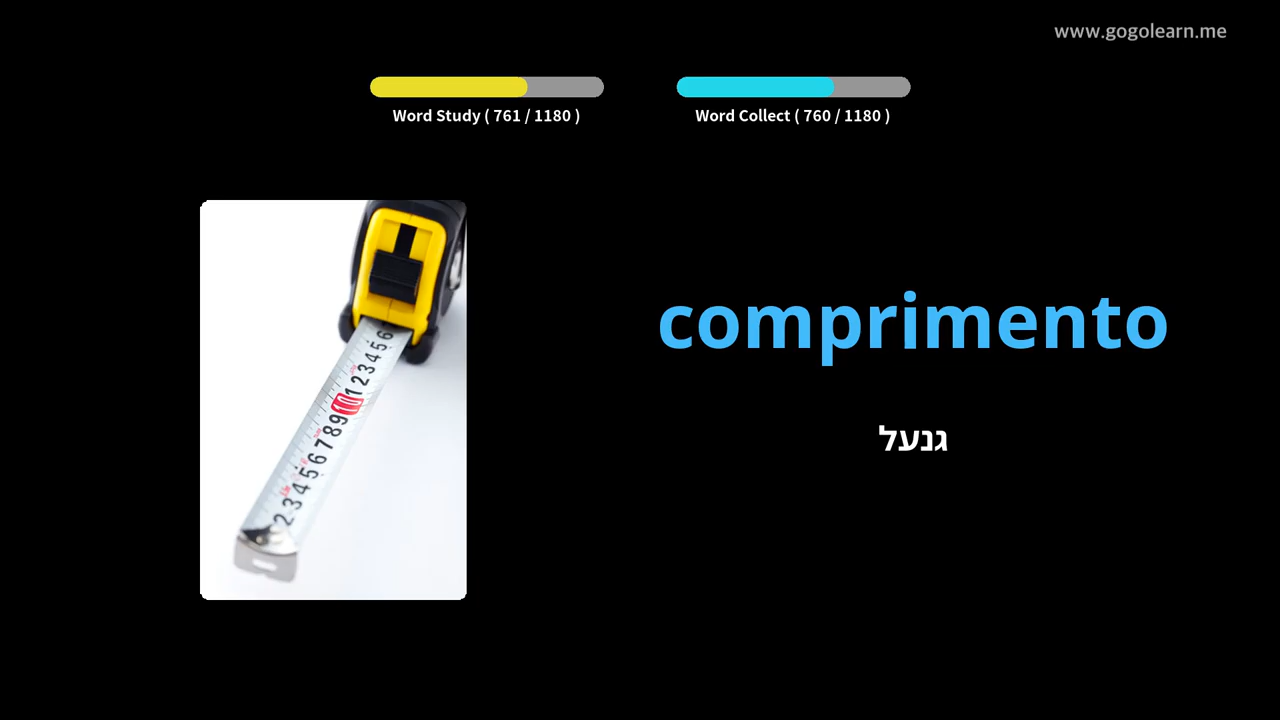 www.gogolearn.me
Word Study ( 761 / 1180 )
Word Collect ( 760 / 1180 )
comprimento
גנעל